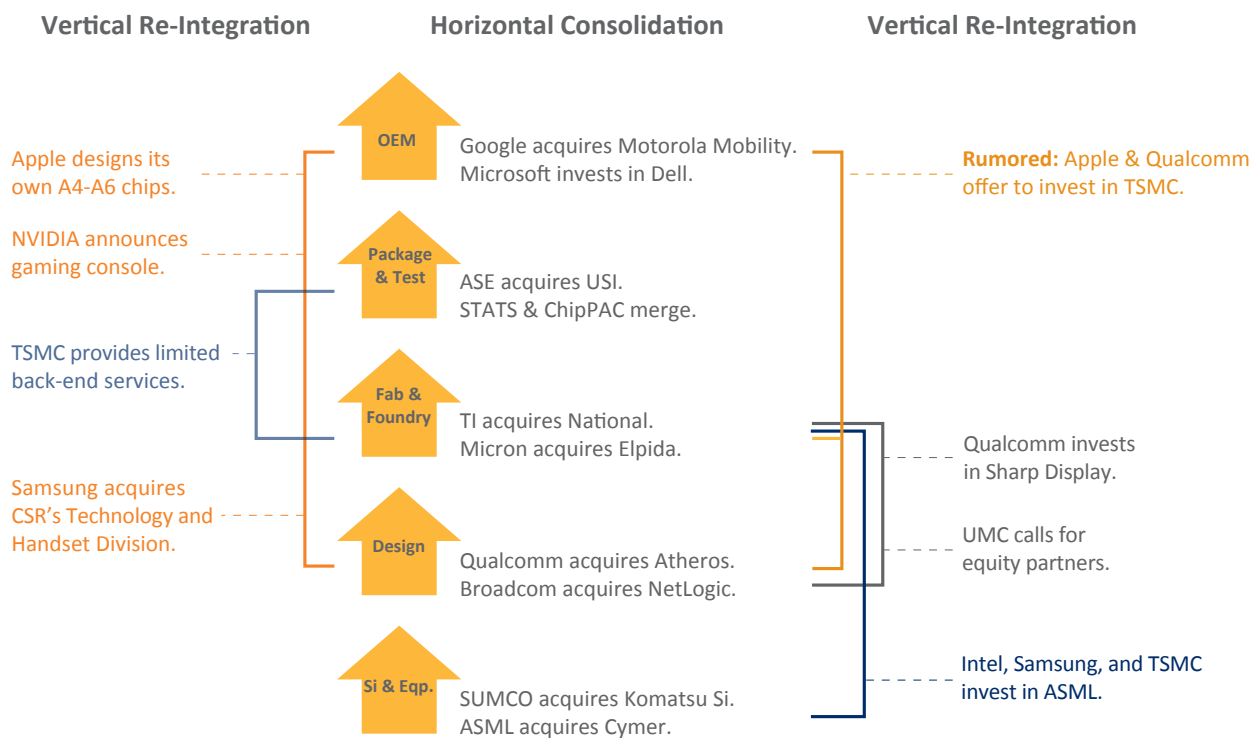 Vertical Re-Integration
Horizontal Consolidation
Vertical Re-Integration
Apple designs its
own A4-A6 chips.
NVIDIA announces
gaming console.
TSMC provides limited
back-end services.
Samsung acquires
CSR’s Technology and
Handset Division.
OEM
Google acquires Motorola Mobility.
Microsoft invests in Dell.
Package
& Test
ASE acquires USI.
STATS & ChipPAC merge.
Fab &
Foundry
TI acquires National.
Micron acquires Elpida.
Design
Qualcomm acquires Atheros.
Broadcom acquires NetLogic.
Si & Eqp.
SUMCO acquires Komatsu Si.
ASML acquires Cymer.
Rumored: Apple & Qualcomm
offer to invest in TSMC.
Qualcomm invests
in Sharp Display.
UMC calls for
equity partners.
Intel, Samsung, and TSMC
invest in ASML.